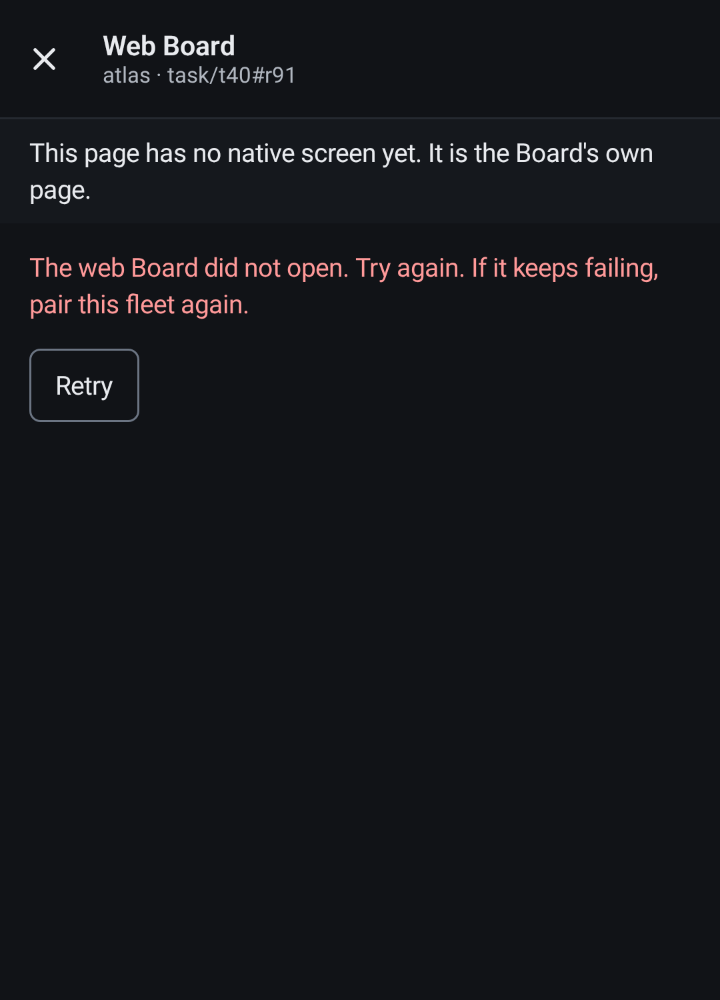 Web Board
atlas · task/t40#r91
This page has no native screen yet. It is the Board's own
page.
The web Board did not open. Try again. If it keeps failing,
pair this fleet again.
Retry